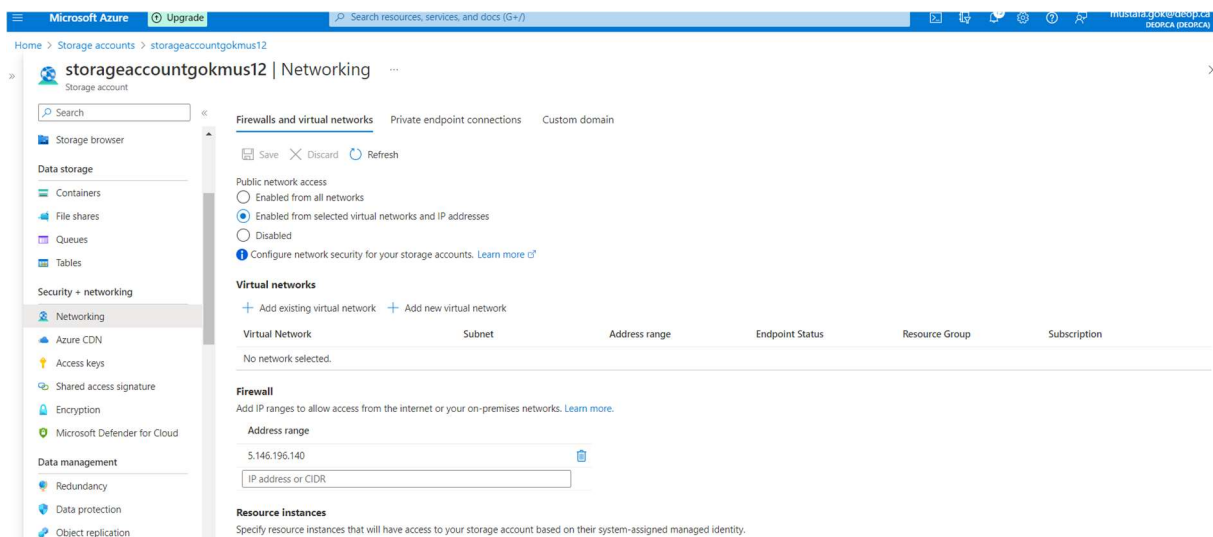 Microsoft Azure Upgrade Search resources, services, and docs (G+/) mustafa.gok@deop.ca
DEOP.CA (DEOP.CA)
Home > Storage accounts > storageaccountgokmus12
storageaccountgokmus12 | Networking ...
Storage account
Search
Storage browser
Data storage
Containers
File shares
Queues
Tables
Security + networking
Networking
Azure CDN
Access keys
Shared access signature
Encryption
Microsoft Defender for Cloud
Data management
Redundancy
Data protection
Object replication
Firewalls and virtual networks Private endpoint connections Custom domain
Save Discard Refresh
Public network access
Enabled from all networks
Enabled from selected virtual networks and IP addresses
Disabled
Configure network security for your storage accounts. Learn more
Virtual networks
+ Add existing virtual network + Add new virtual network
Virtual Network Subnet Address range Endpoint Status Resource Group Subscription
No network selected.
Firewall
Add IP ranges to allow access from the internet or your on-premises networks. Learn more.
Address range
5.146.196.140
IP address or CIDR
Resource instances
Specify resource instances that will have access to your storage account based on their system-assigned managed identity.